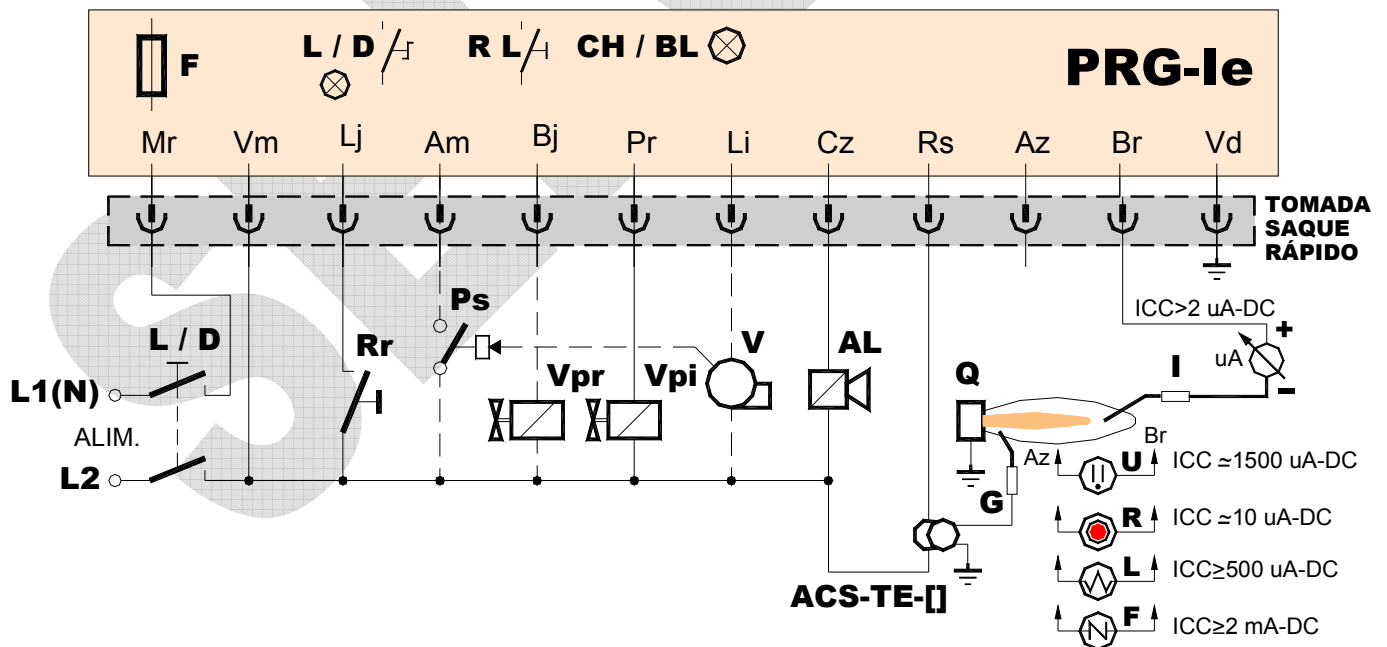 F
L / D
R L
CH / BL
PRG-Ie
Mr Vm Lj Am Bj Pr Li Cz Rs Az Br Vd
TOMADA
SAQUE
RÁPIDO
L / D
L1(N)
ALIM.
L2
Rr
Ps
Vpr
Vpi
V
AL
ICC>2 uA-DC
+
uA
-
I
Q
G
ACS-TE-[]
Az
Br
U ICC ≃1500 uA-DC
R ICC ≃10 uA-DC
L ICC≥500 uA-DC
F ICC≥2 mA-DC